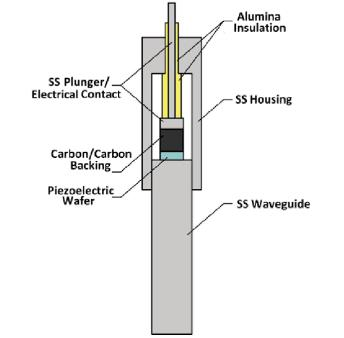 Alumina
Insulation
SS Plunger/
Electrical Contact
SS Housing
Carbon/Carbon
Backing
Piezoelectric
Wafer
SS Waveguide